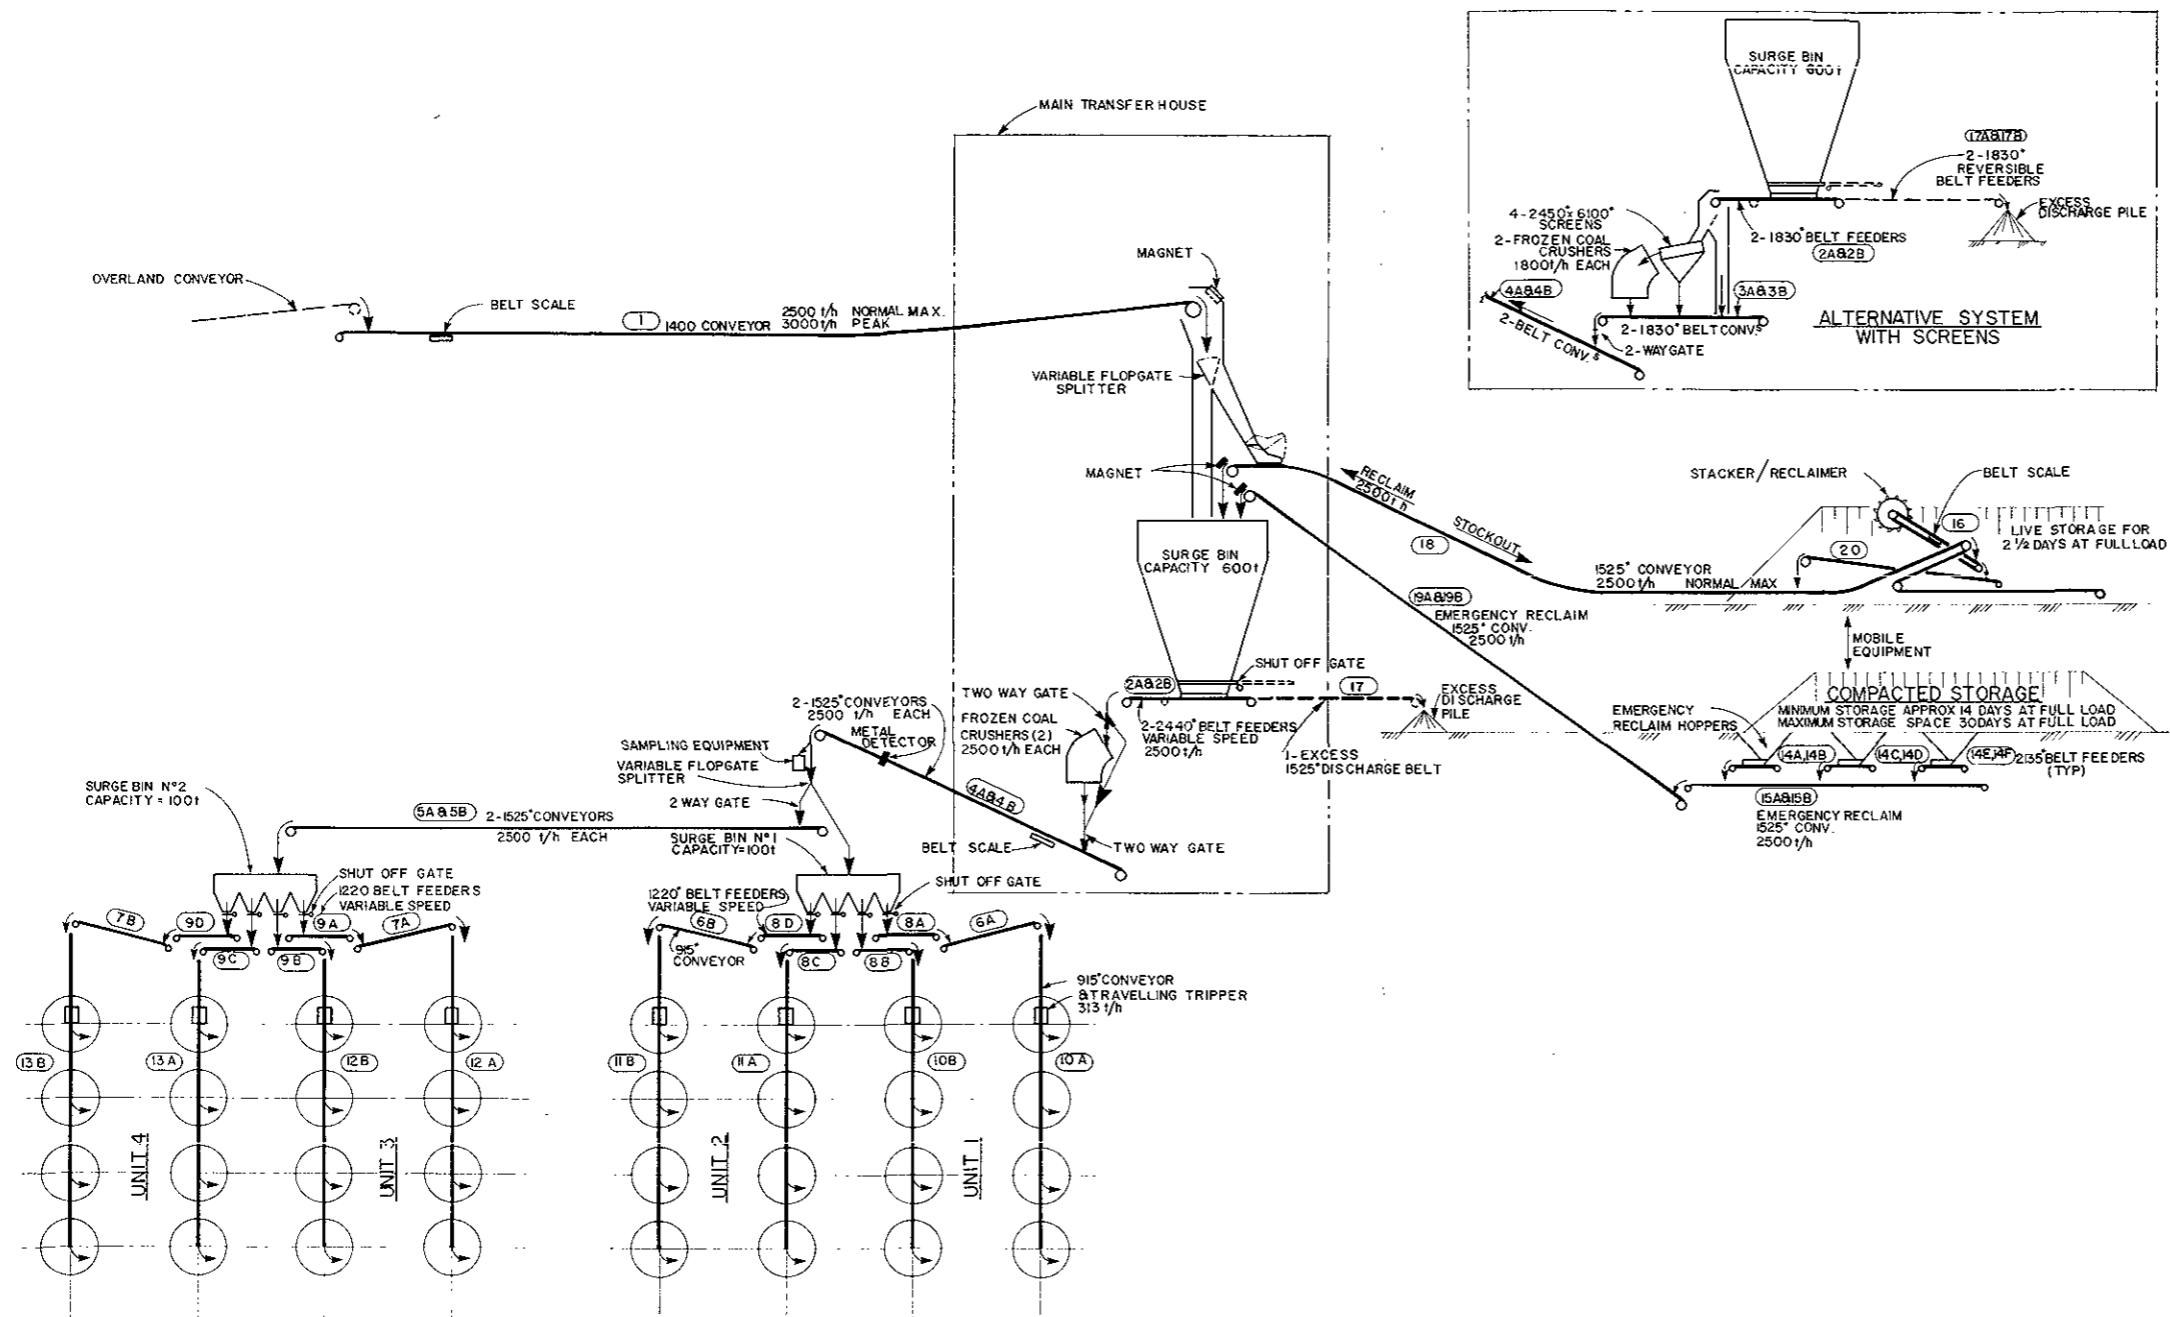 MAIN TRANSFER HOUSE
OVERLAND CONVEYOR
BELT SCALE
1
1400 CONVEYOR
2500 t/h NORMAL MAX.
3000 t/h PEAK
MAGNET
VARIABLE FLOPGATE
SPLITTER
MAGNET
SURGE BIN
CAPACITY 600t
RECLAIM
2500 t/h
STOCKOUT
18
19A&19B
EMERGENCY RECLAIM
1525" CONV.
2500 t/h
1525" CONVEYOR
2500 t/h NORMAL MAX
STACKER/RECLAIMER
BELT SCALE
16
20
LIVE STORAGE FOR
2 1/2 DAYS AT FULL LOAD
MOBILE
EQUIPMENT
COMPACTED STORAGE
MINIMUM STORAGE APPROX 14 DAYS AT FULL LOAD
MAXIMUM STORAGE SPACE 30 DAYS AT FULL LOAD
EMERGENCY
RECLAIM HOPPERS
14A,14B
14C,14D
14E,14F
2135" BELT FEEDERS
(TYP)
15A&15B
EMERGENCY RECLAIM
1525" CONV.
2500 t/h
SHUT OFF GATE
17
EXCESS
DISCHARGE
PILE
1-EXCESS
1525" DISCHARGE BELT
2A&2B
2-2440" BELT FEEDERS
VARIABLE SPEED
2500 t/h
TWO WAY GATE
FROZEN COAL
CRUSHERS (2)
2500 t/h EACH
2-1525" CONVEYORS
2500 t/h EACH
METAL
DETECTOR
4A&4B
BELT SCALE
TWO WAY GATE
SAMPLING EQUIPMENT
VARIABLE FLOPGATE
SPLITTER
2 WAY GATE
5A&5B
2-1525" CONVEYORS
2500 t/h EACH
SURGE BIN Nº2
CAPACITY = 100t
SHUT OFF GATE
1220 BELT FEEDERS
VARIABLE SPEED
7B
9D
9A
7A
9C
9B
SURGE BIN Nº1
CAPACITY=100t
SHUT OFF GATE
1220" BELT FEEDERS
VARIABLE SPEED
6B
8D
8A
6A
8C
8B
915"
CONVEYOR
915" CONVEYOR
& TRAVELLING TRIPPER
313 t/h
13B
13A
12B
12A
11B
11A
10B
10A
UNIT 4
UNIT 3
UNIT 2
UNIT 1
SURGE BIN
CAPACITY 600t
17A&17B
2-1830"
REVERSIBLE
BELT FEEDERS
EXCESS
DISCHARGE PILE
4-2450"x6100"
SCREENS
2-FROZEN COAL
CRUSHERS
1800t/h EACH
2-1830" BELT FEEDERS
2A&2B
4A&4B
3A&3B
2-BELT CONV.S
2-1830" BELT CONV.S
2-WAY GATE
ALTERNATIVE SYSTEM
WITH SCREENS